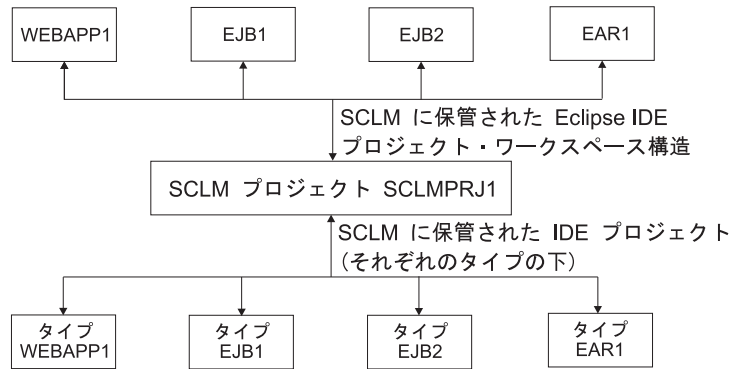 WEBAPP1
EJB1
EJB2
EAR1
SCLM に保管された Eclipse IDE
プロジェクト・ワークスペース構造
SCLM プロジェクト SCLMPRJ1
SCLM に保管された IDE プロジェクト
(それぞれのタイプの下)
タイプ
WEBAPP1
タイプ
EJB1
タイプ
EJB2
タイプ
EAR1